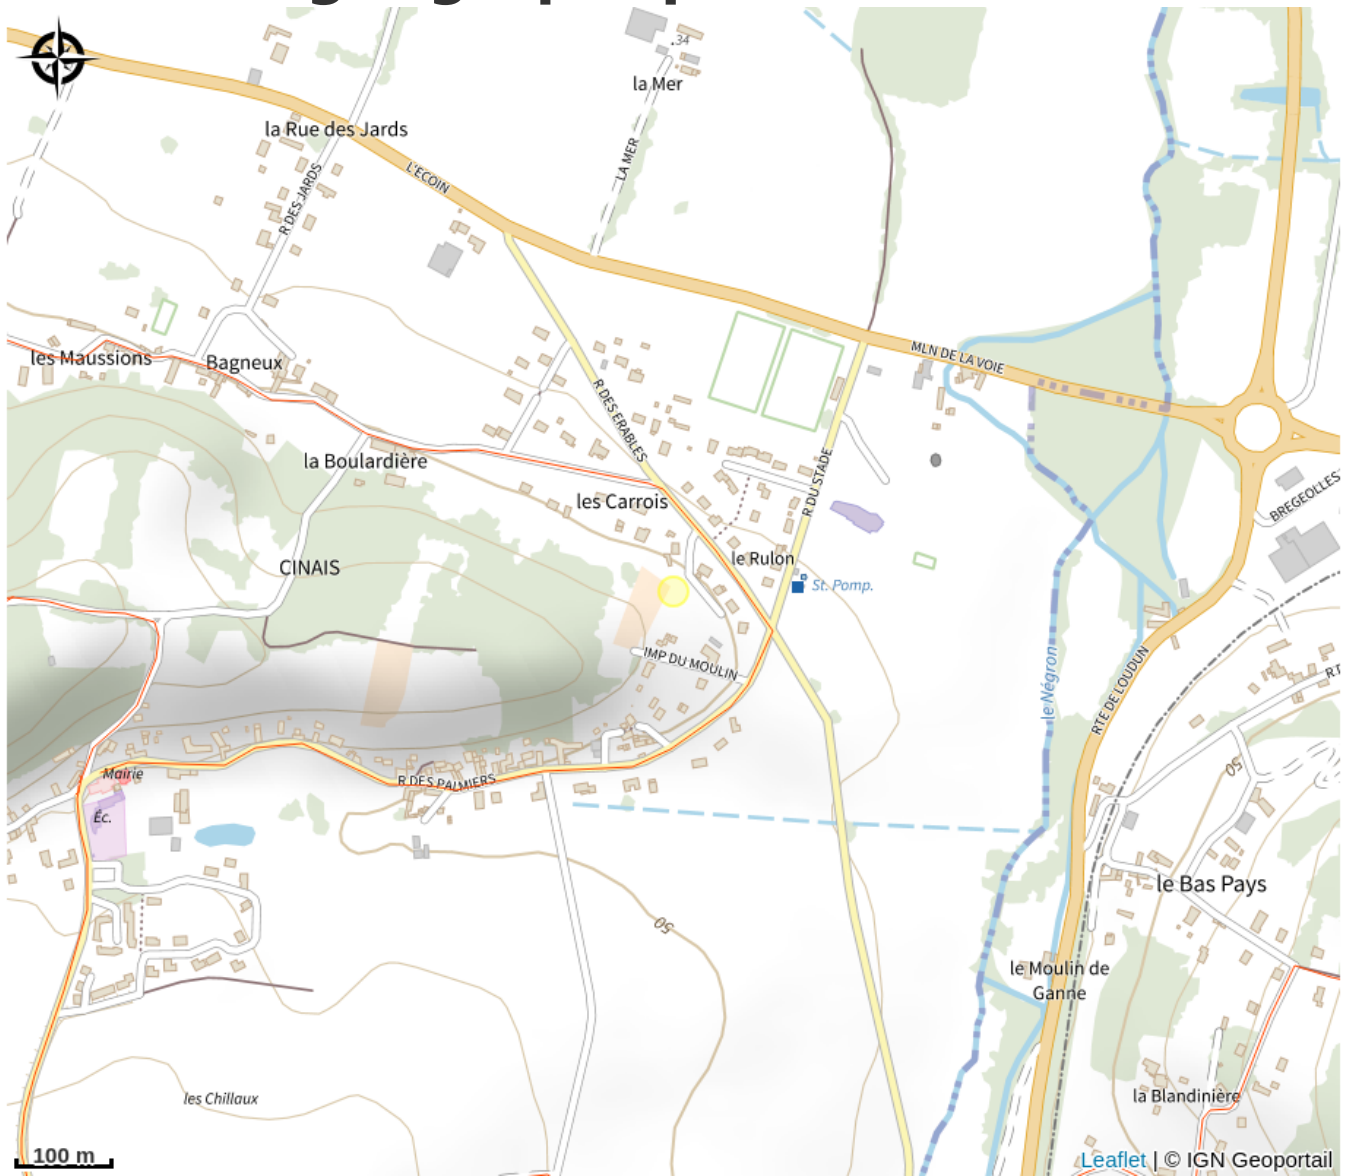 .34
la Mer
la Rue des Jards
LA MER
L'ECOIN
R DES JARDS
les Maussions
Bagneux
MLN DE LA VOIE
R DES ERABLES
la Boulardière
R DU STADE
les Carrois
BREGEOLLES
le Rulon
CINAIS
St. Pomp.
IMP DU MOULIN
le Négron
RTE DE LOUDUN
RT
Mairie
R DES PALMIERS
50
Éc.
le Bas Pays
50
le Moulin de
Ganne
les Chillaux
la Blandinière
100 m
Leaflet | © IGN Geoportail